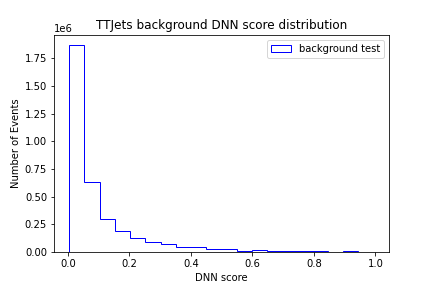 TTJets background DNN score distribution
1e6
background test
1.75
1.50
1.25
1.00
0.75
0.50
0.25
0.00
Number of Events
0.0 0.2 0.4 0.6 0.8 1.0
DNN score